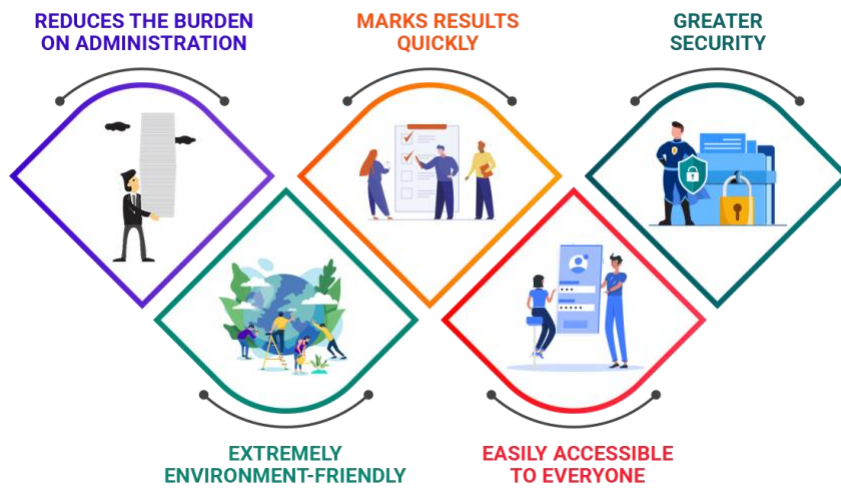 REDUCES THE BURDEN
ON ADMINISTRATION
MARKS RESULTS
QUICKLY
GREATER
SECURITY
EXTREMELY
ENVIRONMENT-FRIENDLY
EASILY ACCESSIBLE
TO EVERYONE